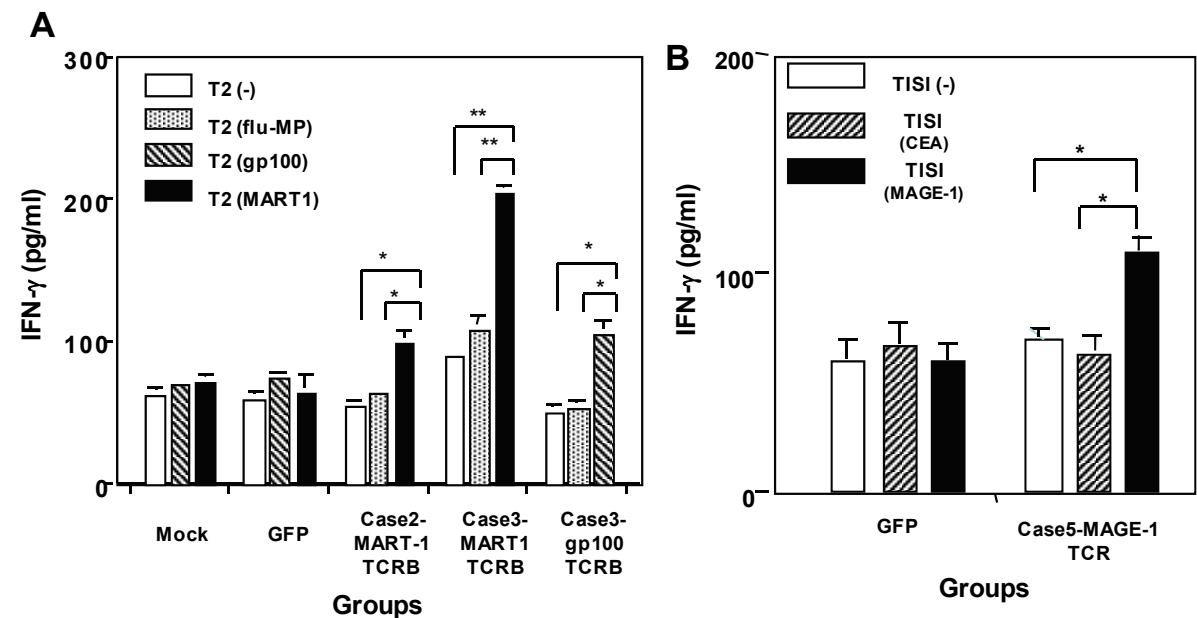 A
300
200
100
0
IFN-γ (pg/ml)
T2 (-)
T2 (flu-MP)
T2 (gp100)
T2 (MART1)
*
*
**
**
*
*
Mock
GFP
Case2-
MART-1
TCRB
Case3-
MART1
TCRB
Case3-
gp100
TCRB
Groups
B
200
100
0
IFN-γ (pg/ml)
TISI (-)
TISI
(CEA)
TISI
(MAGE-1)
*
*
GFP
Case5-MAGE-1
TCR
Groups